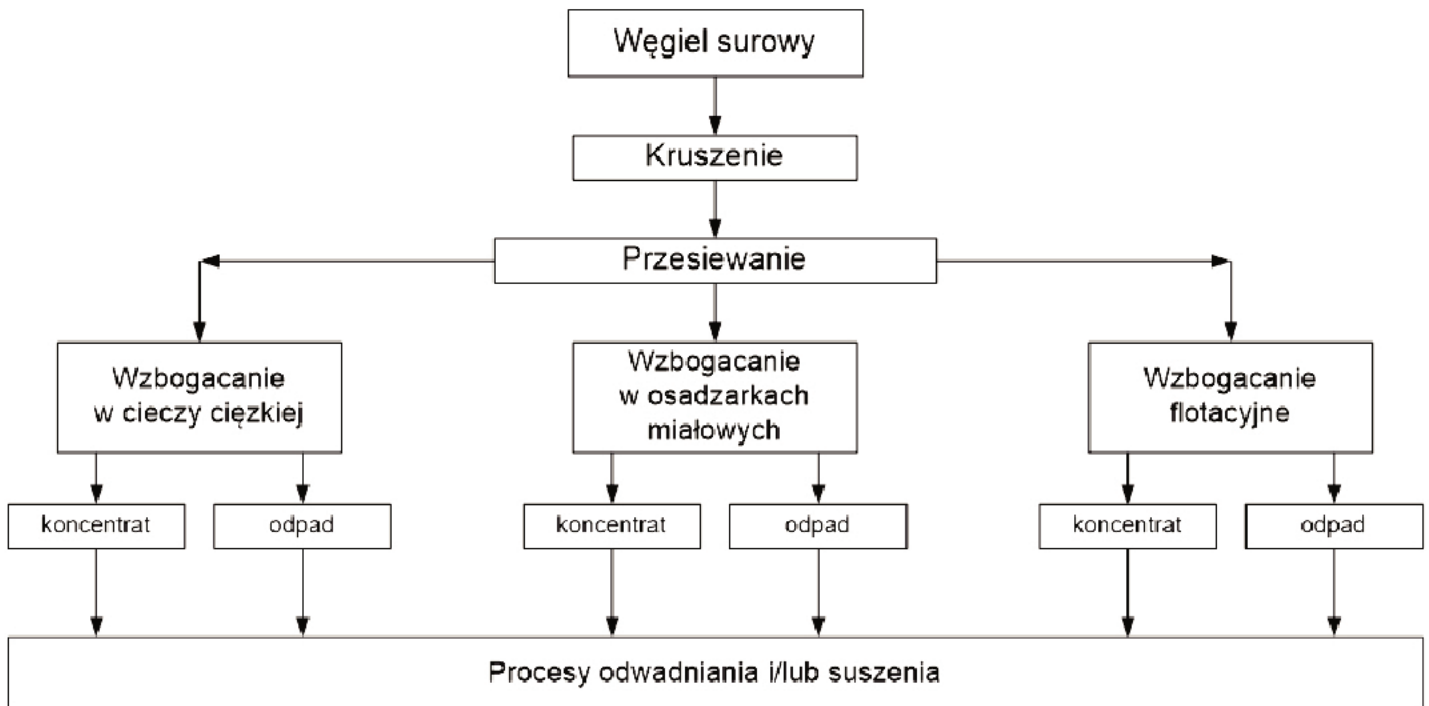 Węgiel surowy
Kruszenie
Przesiewanie
Wzbogacanie
w cieczy cięzkiej
Wzbogacanie
w osadzarkach
miałowych
Wzbogacanie
flotacyjne
koncentrat
odpad
koncentrat
odpad
koncentrat
odpad
Procesy odwadniania i/lub suszenia